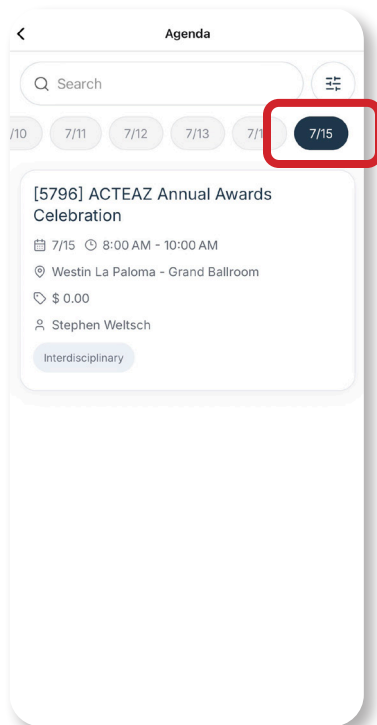 Agenda
Search
/10 7/11 7/12 7/13 7/1 7/15
[5796] ACTEAZ Annual Awards
Celebration
7/15 8:00 AM - 10:00 AM
Westin La Paloma - Grand Ballroom
$ 0.00
Stephen Weltsch
Interdisciplinary